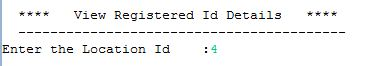 ****   View Registered Id Details   ****
-----------------------------------------
Enter the Location Id    :4